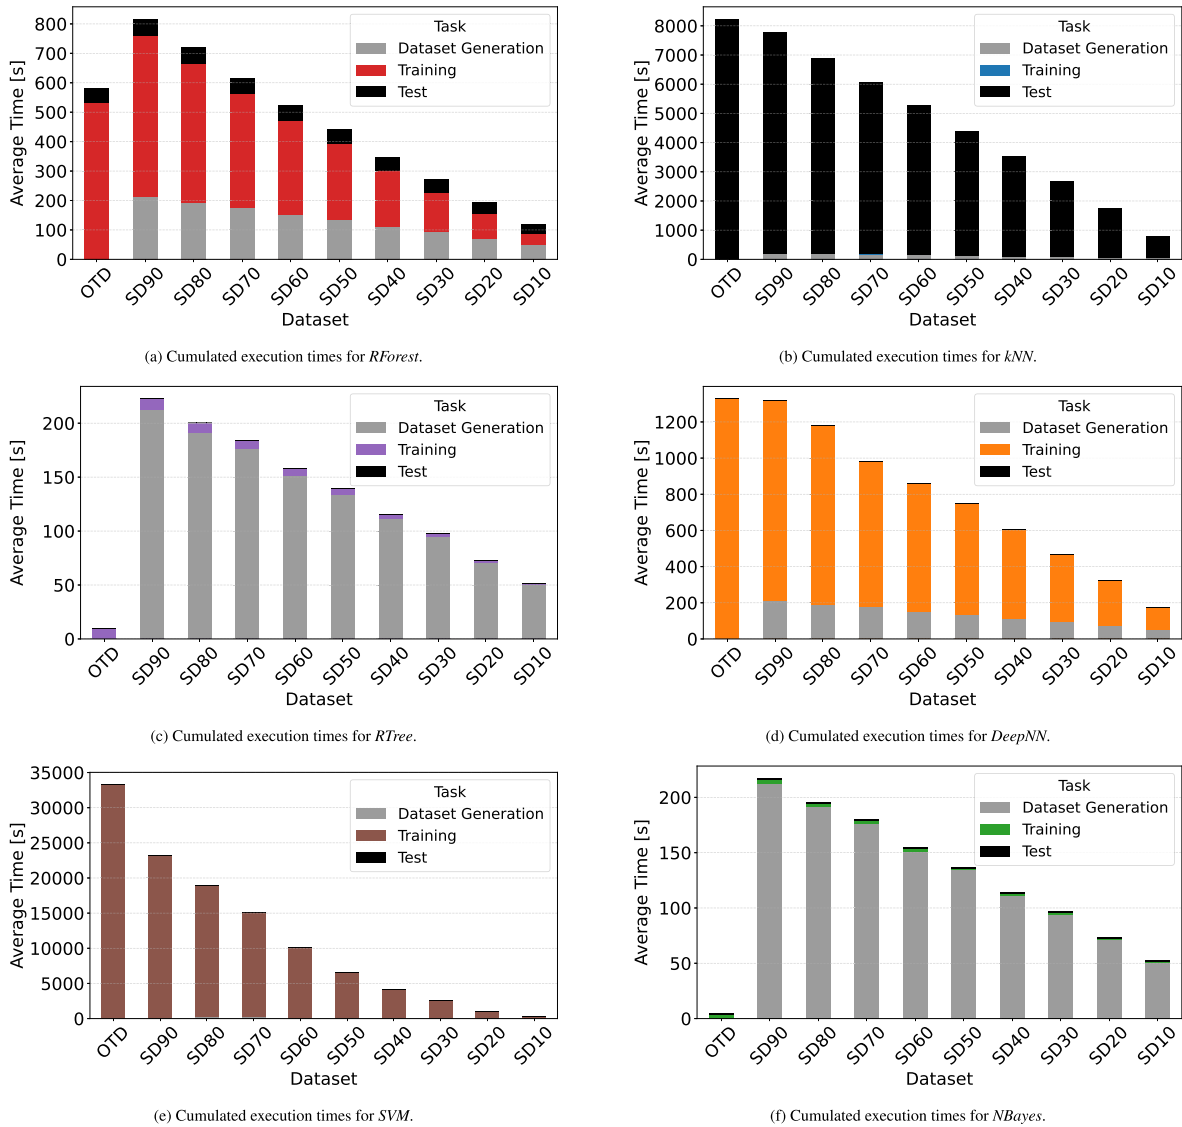 Average Time [s]
800
700
600
500
400
300
200
100
0
Task
Dataset Generation
Training
Test
OTD
SD90
SD80
SD70
SD60
SD50
SD40
SD30
SD20
SD10
Dataset
(a) Cumulated execution times for RForest.
Average Time [s]
8000
7000
6000
5000
4000
3000
2000
1000
0
Task
Dataset Generation
Training
Test
OTD
SD90
SD80
SD70
SD60
SD50
SD40
SD30
SD20
SD10
Dataset
(b) Cumulated execution times for kNN.
Average Time [s]
200
150
100
50
0
Task
Dataset Generation
Training
Test
OTD
SD90
SD80
SD70
SD60
SD50
SD40
SD30
SD20
SD10
Dataset
(c) Cumulated execution times for RTree.
Average Time [s]
1200
1000
800
600
400
200
0
Task
Dataset Generation
Training
Test
OTD
SD90
SD80
SD70
SD60
SD50
SD40
SD30
SD20
SD10
Dataset
(d) Cumulated execution times for DeepNN.
Average Time [s]
35000
30000
25000
20000
15000
10000
5000
0
Task
Dataset Generation
Training
Test
OTD
SD90
SD80
SD70
SD60
SD50
SD40
SD30
SD20
SD10
Dataset
(e) Cumulated execution times for SVM.
Average Time [s]
200
150
100
50
0
Task
Dataset Generation
Training
Test
OTD
SD90
SD80
SD70
SD60
SD50
SD40
SD30
SD20
SD10
Dataset
(f) Cumulated execution times for NBayes.